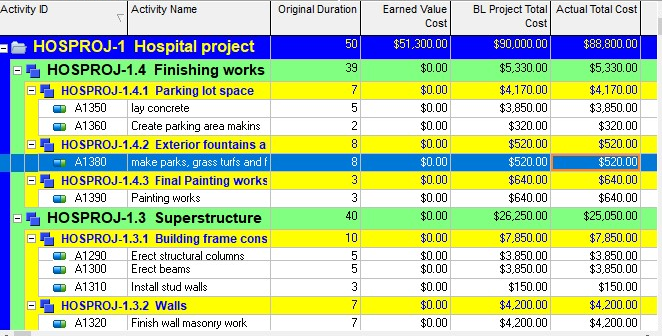 Activity ID Activity Name Original Duration Earned Value Cost BL Project Total Cost Actual Total Cost
HOSPROJ-1 Hospital project 50 $51,300.00 $90,000.00 $88,800.00
HOSPROJ-1.4 Finishing works 39 $0.00 $5,330.00 $5,330.00
HOSPROJ-1.4.1 Parking lot space 7 $0.00 $4,170.00 $4,170.00
A1350 lay concrete 5 $0.00 $3,850.00 $3,850.00
A1360 Create parking area makins 2 $0.00 $320.00 $320.00
HOSPROJ-1.4.2 Exterior fountains a 8 $0.00 $520.00 $520.00
A1380 make parks, grass turfs and f 8 $0.00 $520.00 $520.00
HOSPROJ-1.4.3 Final Painting works 3 $0.00 $640.00 $640.00
A1390 Painting works 3 $0.00 $640.00 $640.00
HOSPROJ-1.3 Superstructure 40 $0.00 $26,250.00 $25,050.00
HOSPROJ-1.3.1 Building frame cons 10 $0.00 $7,850.00 $7,850.00
A1290 Erect structural columns 5 $0.00 $3,850.00 $3,850.00
A1300 Erect beams 5 $0.00 $3,850.00 $3,850.00
A1310 Install stud walls 3 $0.00 $150.00 $150.00
HOSPROJ-1.3.2 Walls 7 $0.00 $4,200.00 $4,200.00
A1320 Finish wall masonry work 7 $0.00 $4,200.00 $4,200.00